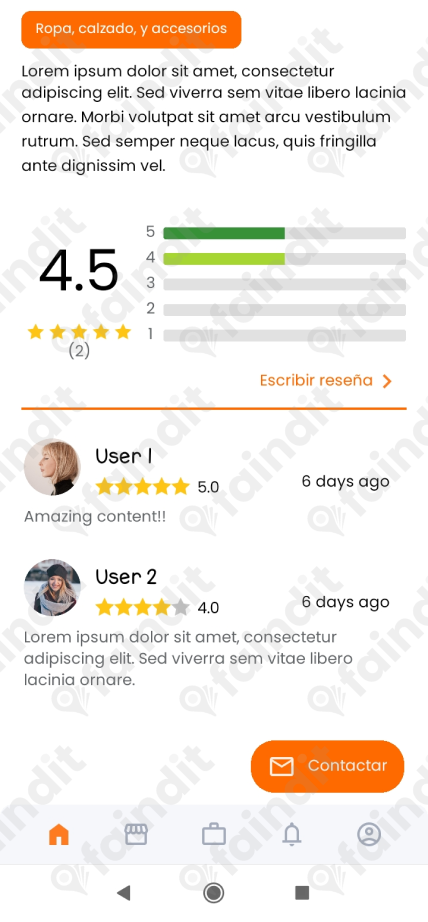 Ropa, calzado, y accesorios
Lorem ipsum dolor sit amet, consectetur
adipiscing elit. Sed viverra sem vitae libero lacinia
ornare. Morbi volutpat sit amet arcu vestibulum
rutrum. Sed semper neque lacus, quis fringilla
ante dignissim vel.
5
4
4.5
3
2
1
(2)
Escribir reseña
User 1
5.0
6 days ago
Amazing content!!
User 2
4.0
6 days ago
Lorem ipsum dolor sit amet, consectetur
adipiscing elit. Sed viverra sem vitae libero
lacinia ornare.
Contactar
faindit